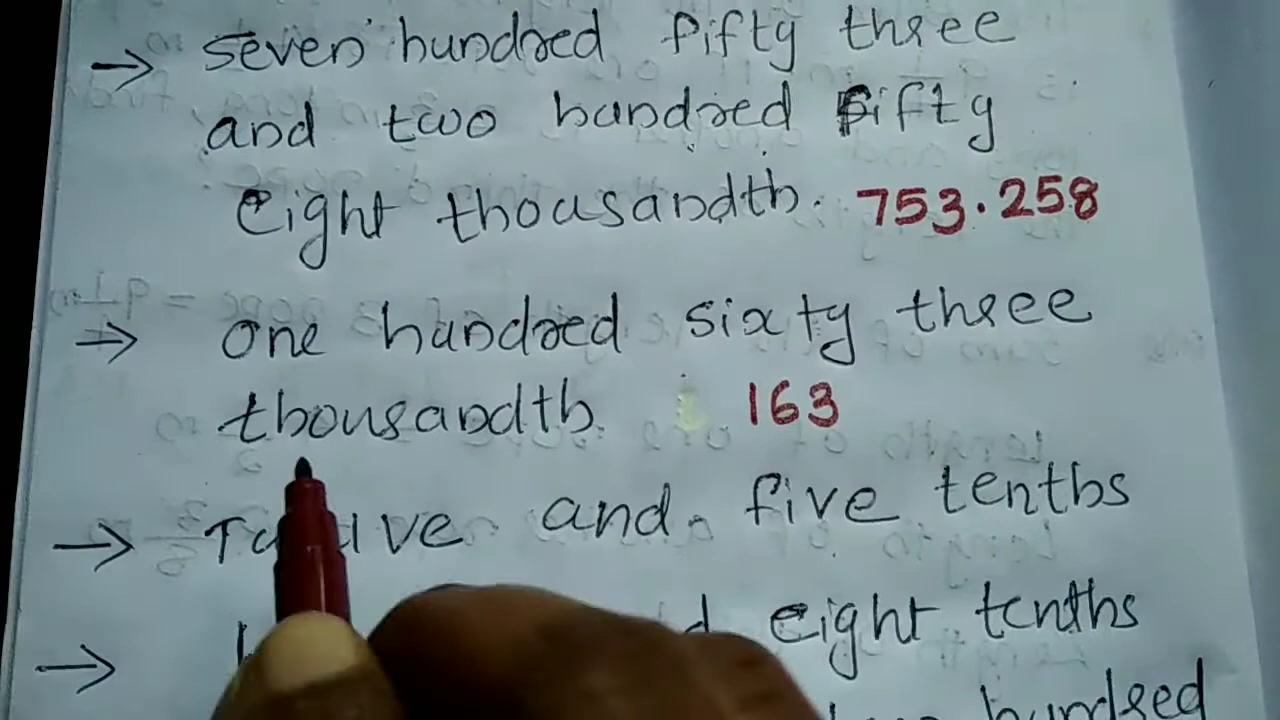 → seven hundred fifty three
and two hundred fifty
eight thousandth. 753.258
→ one hundred sixty three
thousandth 163
→ and five tenths
→ eight tenths
hundred